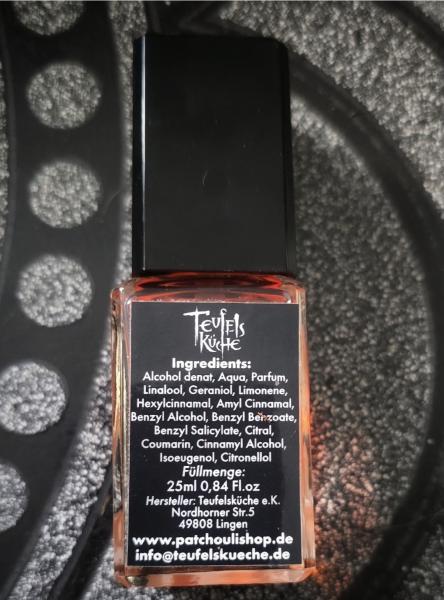 Teufels
Küche
Ingredients:
Alcohol denat, Aqua, Parfum,
Linalool, Geraniol, Limonene,
Hexylcinnamal, Amyl Cinnamal,
Benzyl Alcohol, Benzyl Benzoate,
Benzyl Salicylate, Citral,
Coumarin, Cinnamyl Alcohol,
Isoeugenol, Citronellol
Füllmenge:
25ml 0,84 Fl.oz
Hersteller: Teufelsküche e.K.
Nordhorner Str.5
49808 Lingen
www.patchoulishop.de
info@teufelskueche.de